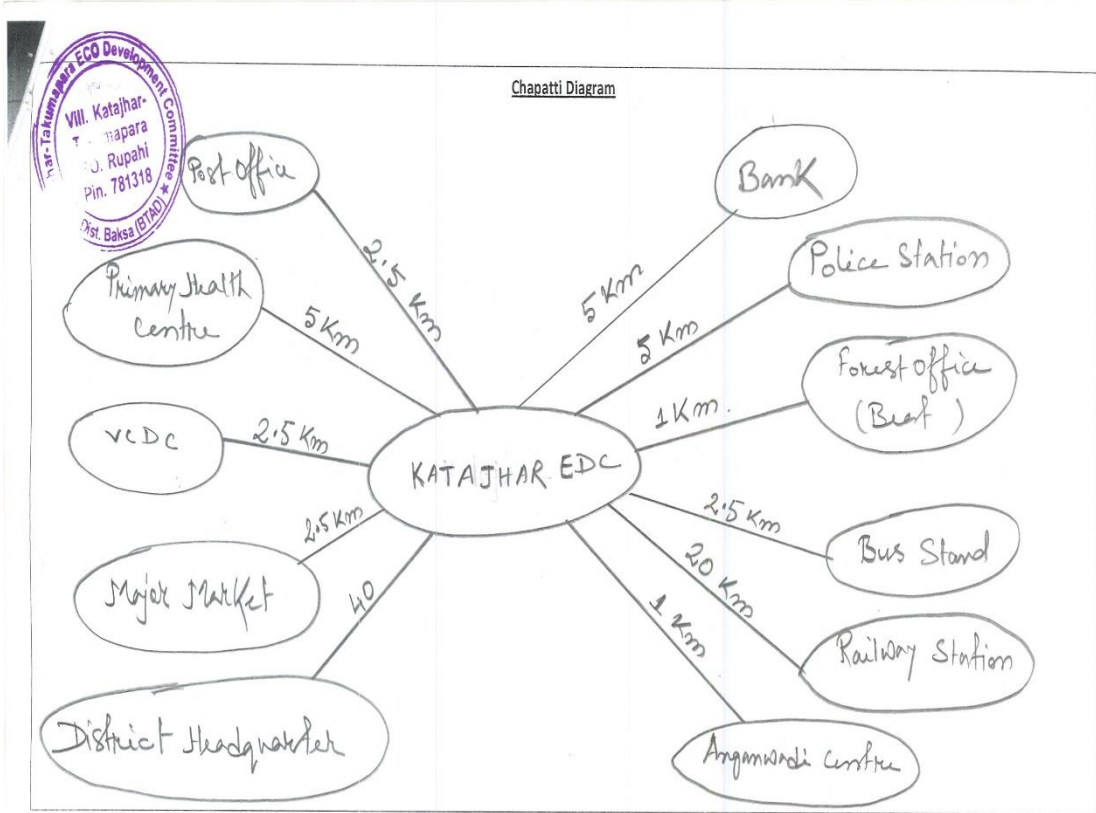 Chapatti Diagram
har-Takumapara ECO Development Committee ★
Vill. Katajhar-
apara
O. Rupahi
Pin. 781318
Dist. Baksa (BTAD)
Post Office
2.5 Km
Bank
5 Km
Police Station
5 Km
Primary Health
Centre
5 Km
Forest Office
(Beat)
1 Km.
VCDC
2.5 Km
KATAJHAR EDC
Bus Stand
2.5 Km
Major Market
2.5 Km
Railway Station
20 Km
District Headquarter
40
Anganwadi Centre
1 Km